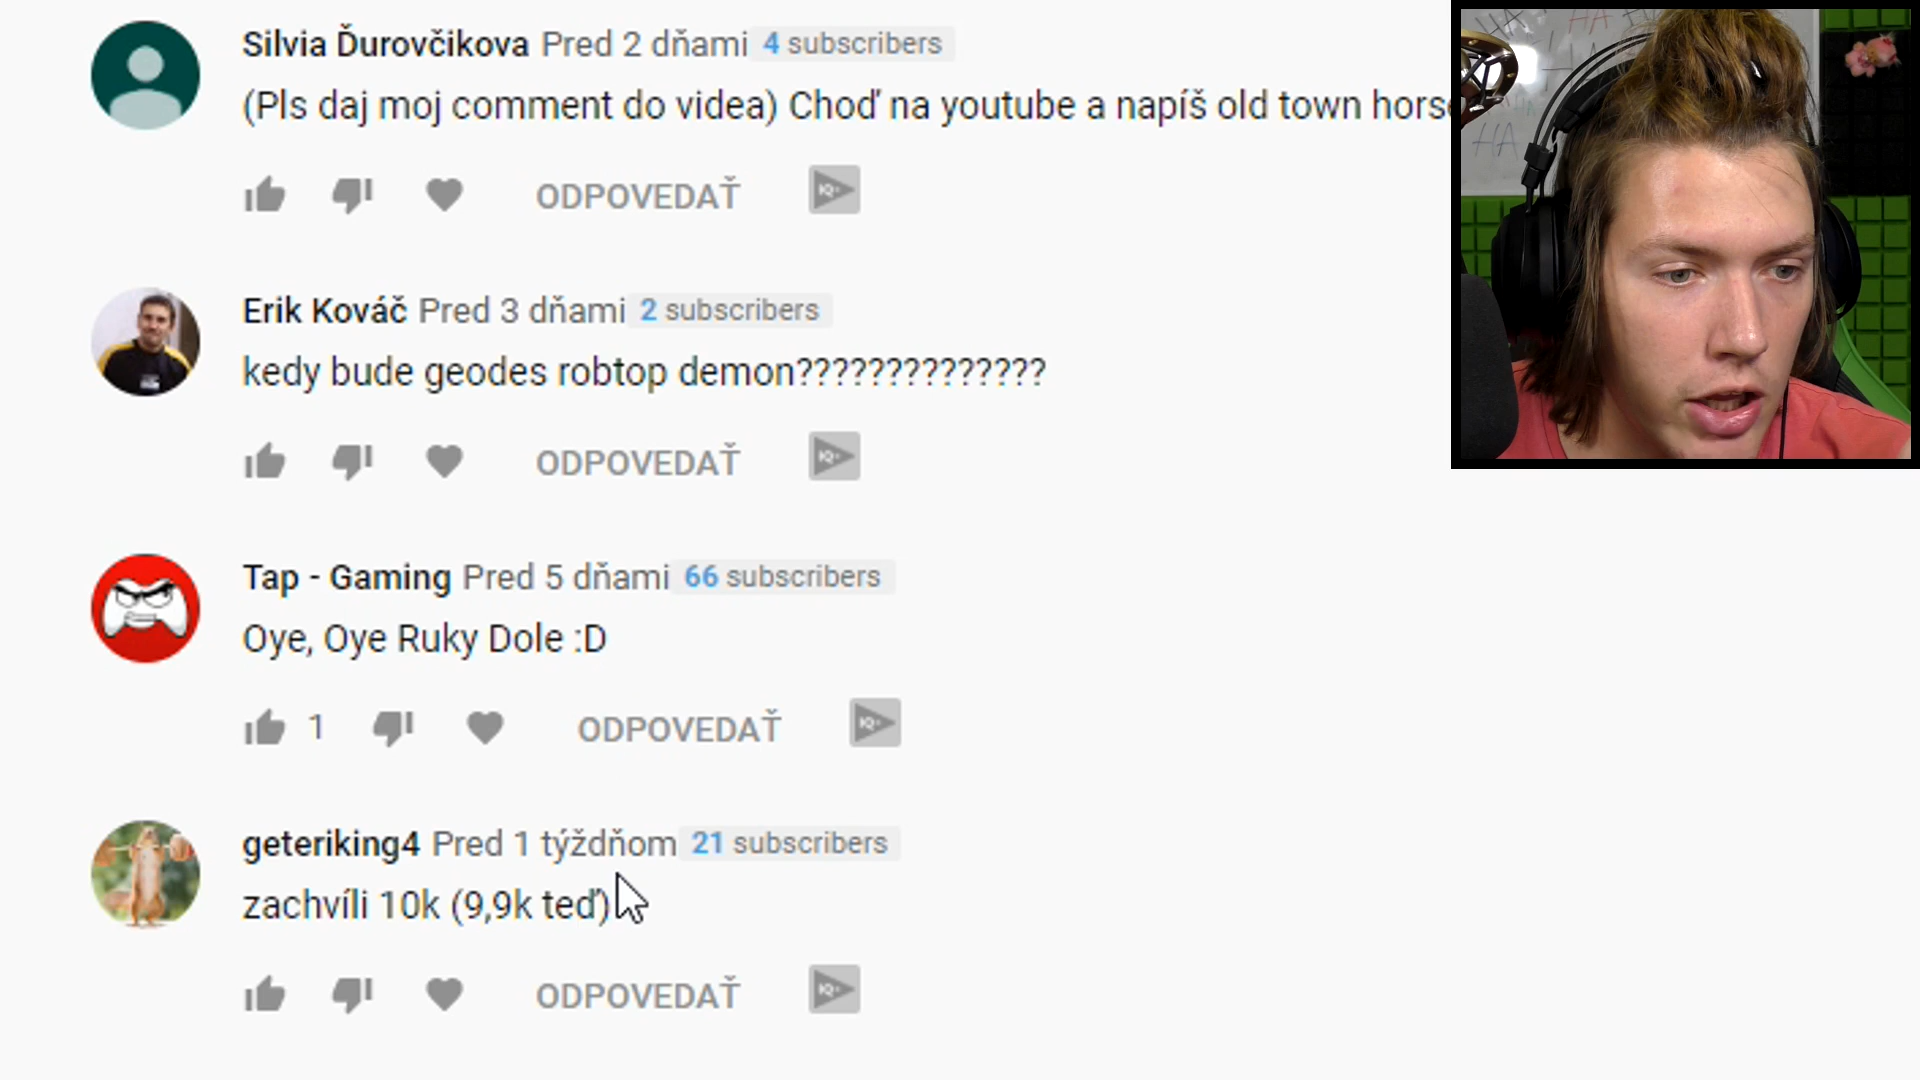 Silvia Ďurovčikova Pred 2 dňami 4 subscribers
(Pls daj moj comment do videa) Choď na youtube a napíš old town horse
ODPOVEDAŤ
Erik Kováč Pred 3 dňami 2 subscribers
kedy bude geodes robtop demon??????????????
ODPOVEDAŤ
Tap - Gaming Pred 5 dňami 66 subscribers
Oye, Oye Ruky Dole :D
1 ODPOVEDAŤ
geteriking4 Pred 1 týždňom 21 subscribers
zachvíli 10k (9,9k teď)
ODPOVEDAŤ
HA